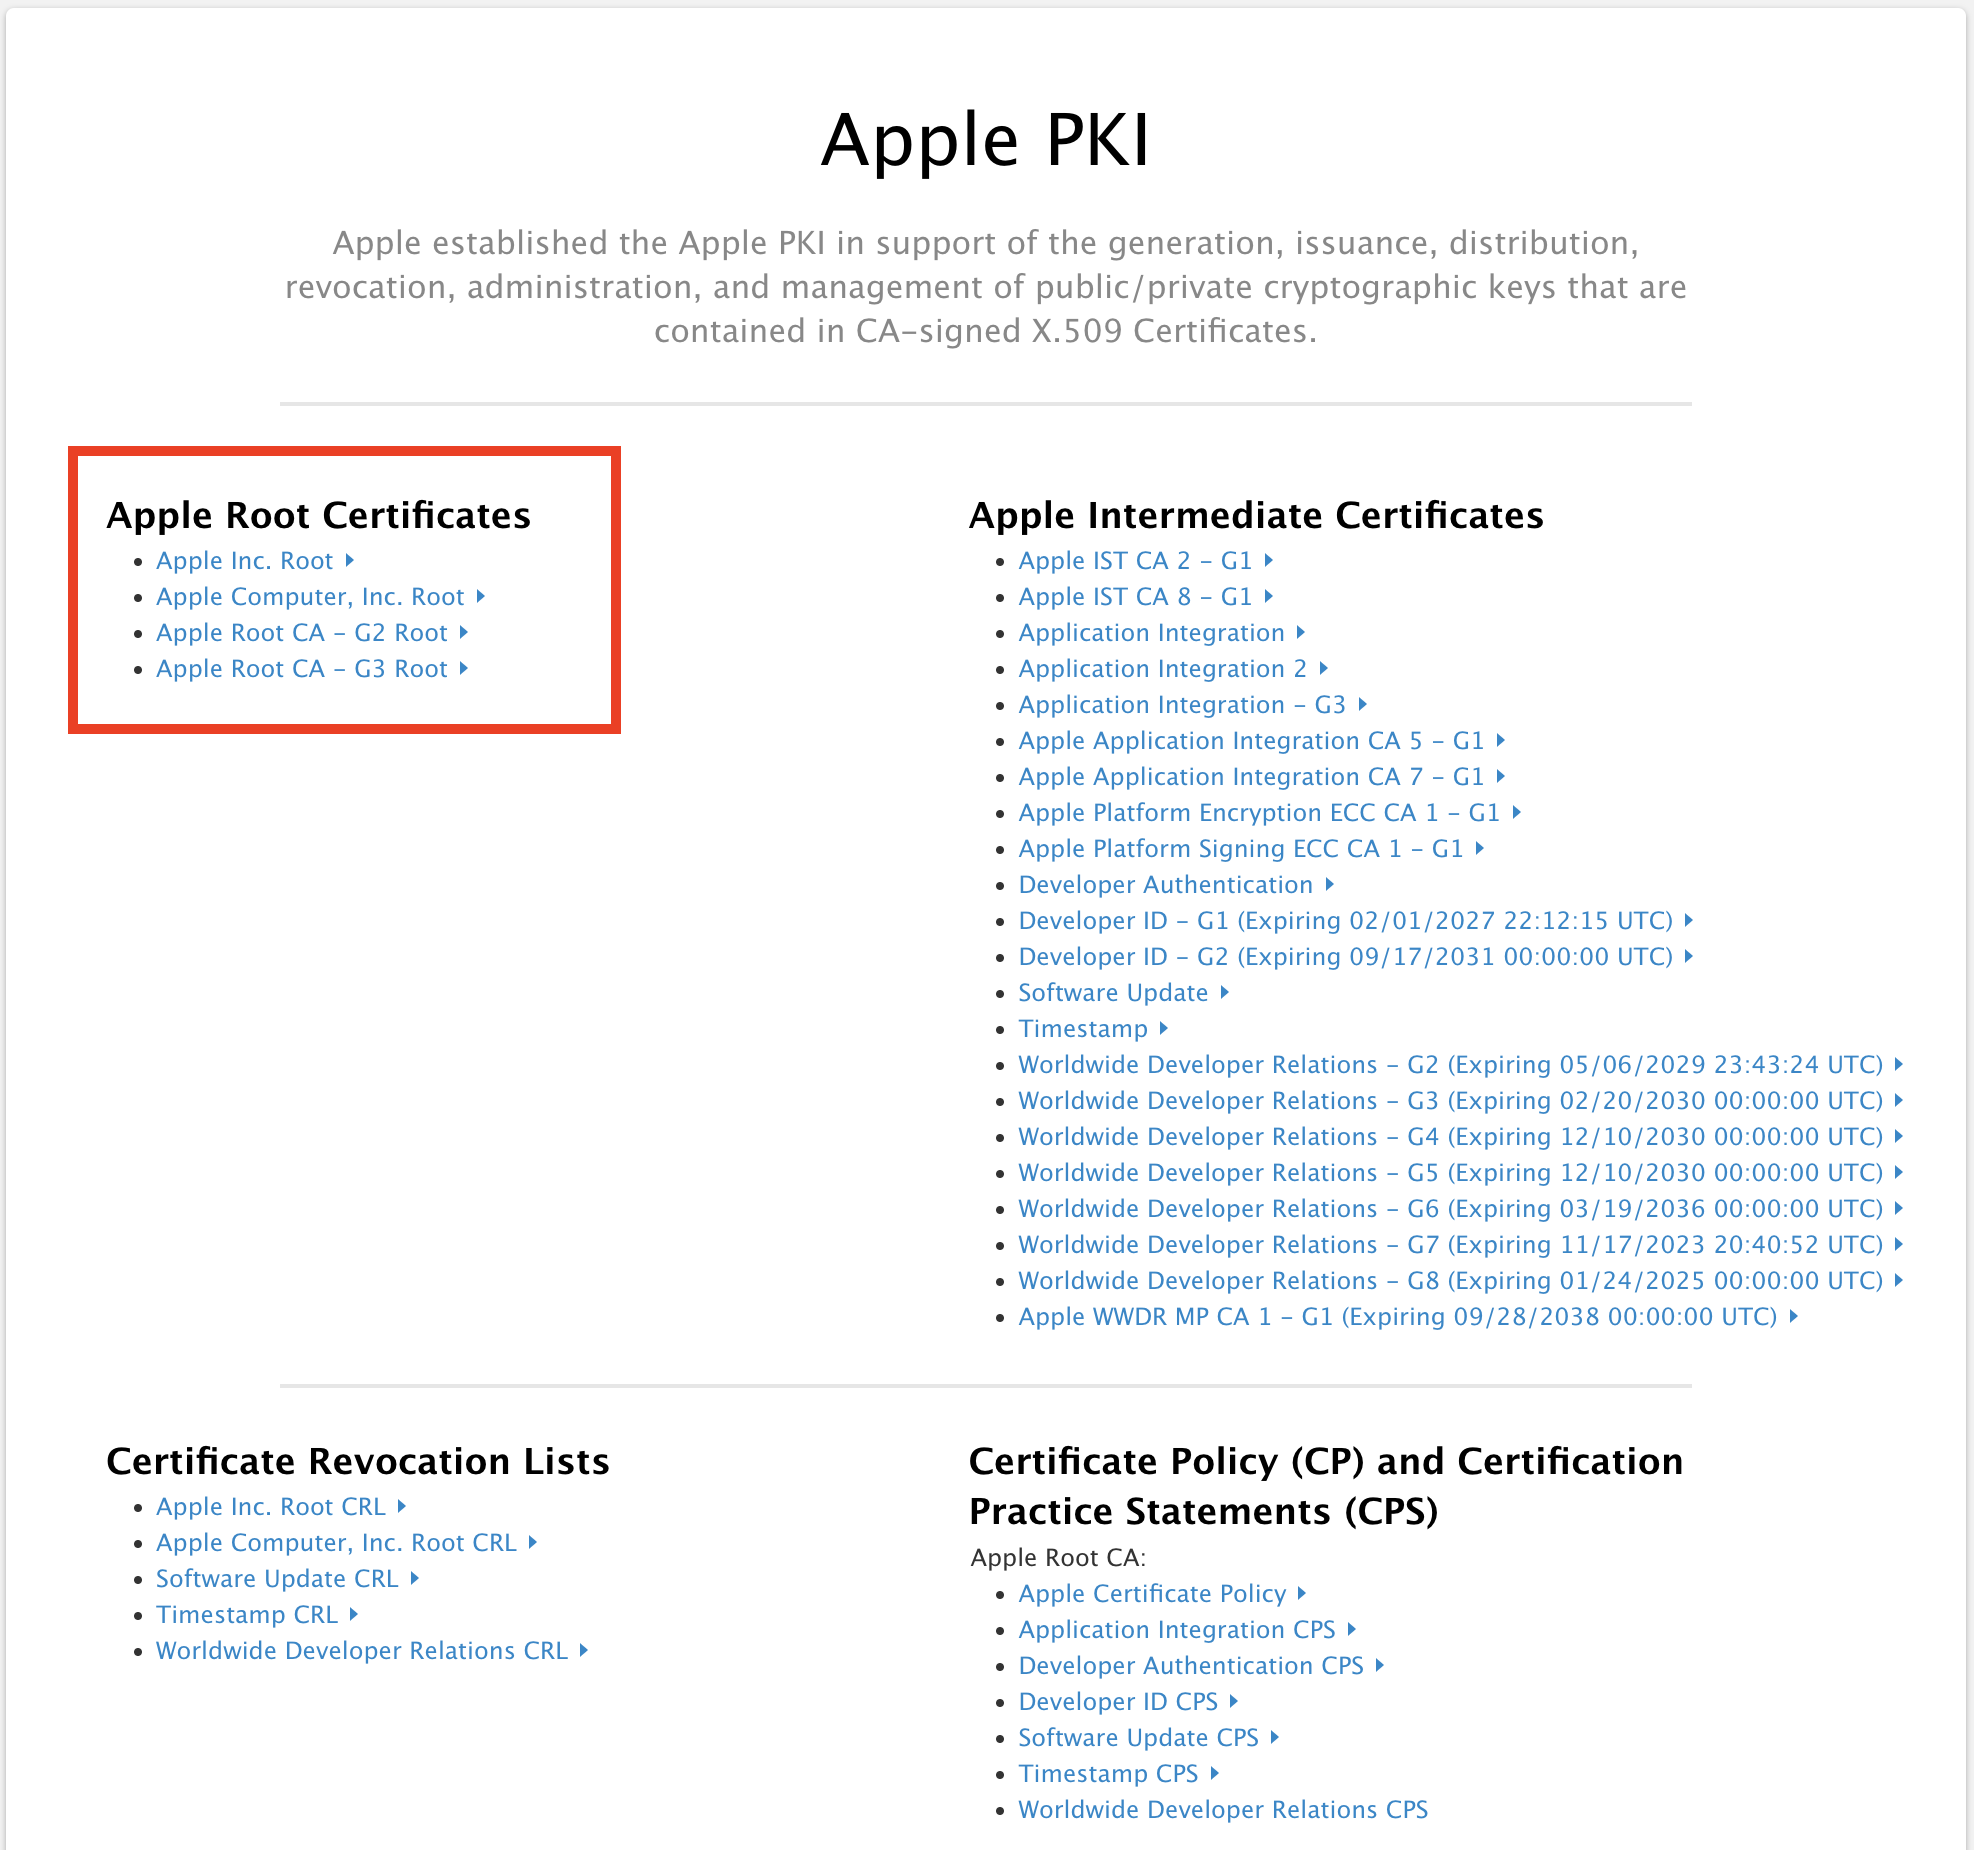 Apple PKI
Apple established the Apple PKI in support of the generation, issuance, distribution,
revocation, administration, and management of public/private cryptographic keys that are
contained in CA-signed X.509 Certificates.
Apple Root Certificates
Apple Inc. Root
Apple Computer, Inc. Root
Apple Root CA - G2 Root
Apple Root CA - G3 Root
Apple Intermediate Certificates
Apple IST CA 2 - G1
Apple IST CA 8 - G1
Application Integration
Application Integration 2
Application Integration - G3
Apple Application Integration CA 5 - G1
Apple Application Integration CA 7 - G1
Apple Platform Encryption ECC CA 1 - G1
Apple Platform Signing ECC CA 1 - G1
Developer Authentication
Developer ID - G1 (Expiring 02/01/2027 22:12:15 UTC)
Developer ID - G2 (Expiring 09/17/2031 00:00:00 UTC)
Software Update
Timestamp
Worldwide Developer Relations - G2 (Expiring 05/06/2029 23:43:24 UTC)
Worldwide Developer Relations - G3 (Expiring 02/20/2030 00:00:00 UTC)
Worldwide Developer Relations - G4 (Expiring 12/10/2030 00:00:00 UTC)
Worldwide Developer Relations - G5 (Expiring 12/10/2030 00:00:00 UTC)
Worldwide Developer Relations - G6 (Expiring 03/19/2036 00:00:00 UTC)
Worldwide Developer Relations - G7 (Expiring 11/17/2023 20:40:52 UTC)
Worldwide Developer Relations - G8 (Expiring 01/24/2025 00:00:00 UTC)
Apple WWDR MP CA 1 - G1 (Expiring 09/28/2038 00:00:00 UTC)
Certificate Revocation Lists
Apple Inc. Root CRL
Apple Computer, Inc. Root CRL
Software Update CRL
Timestamp CRL
Worldwide Developer Relations CRL
Certificate Policy (CP) and Certification
Practice Statements (CPS)
Apple Root CA:
Apple Certificate Policy
Application Integration CPS
Developer Authentication CPS
Developer ID CPS
Software Update CPS
Timestamp CPS
Worldwide Developer Relations CPS